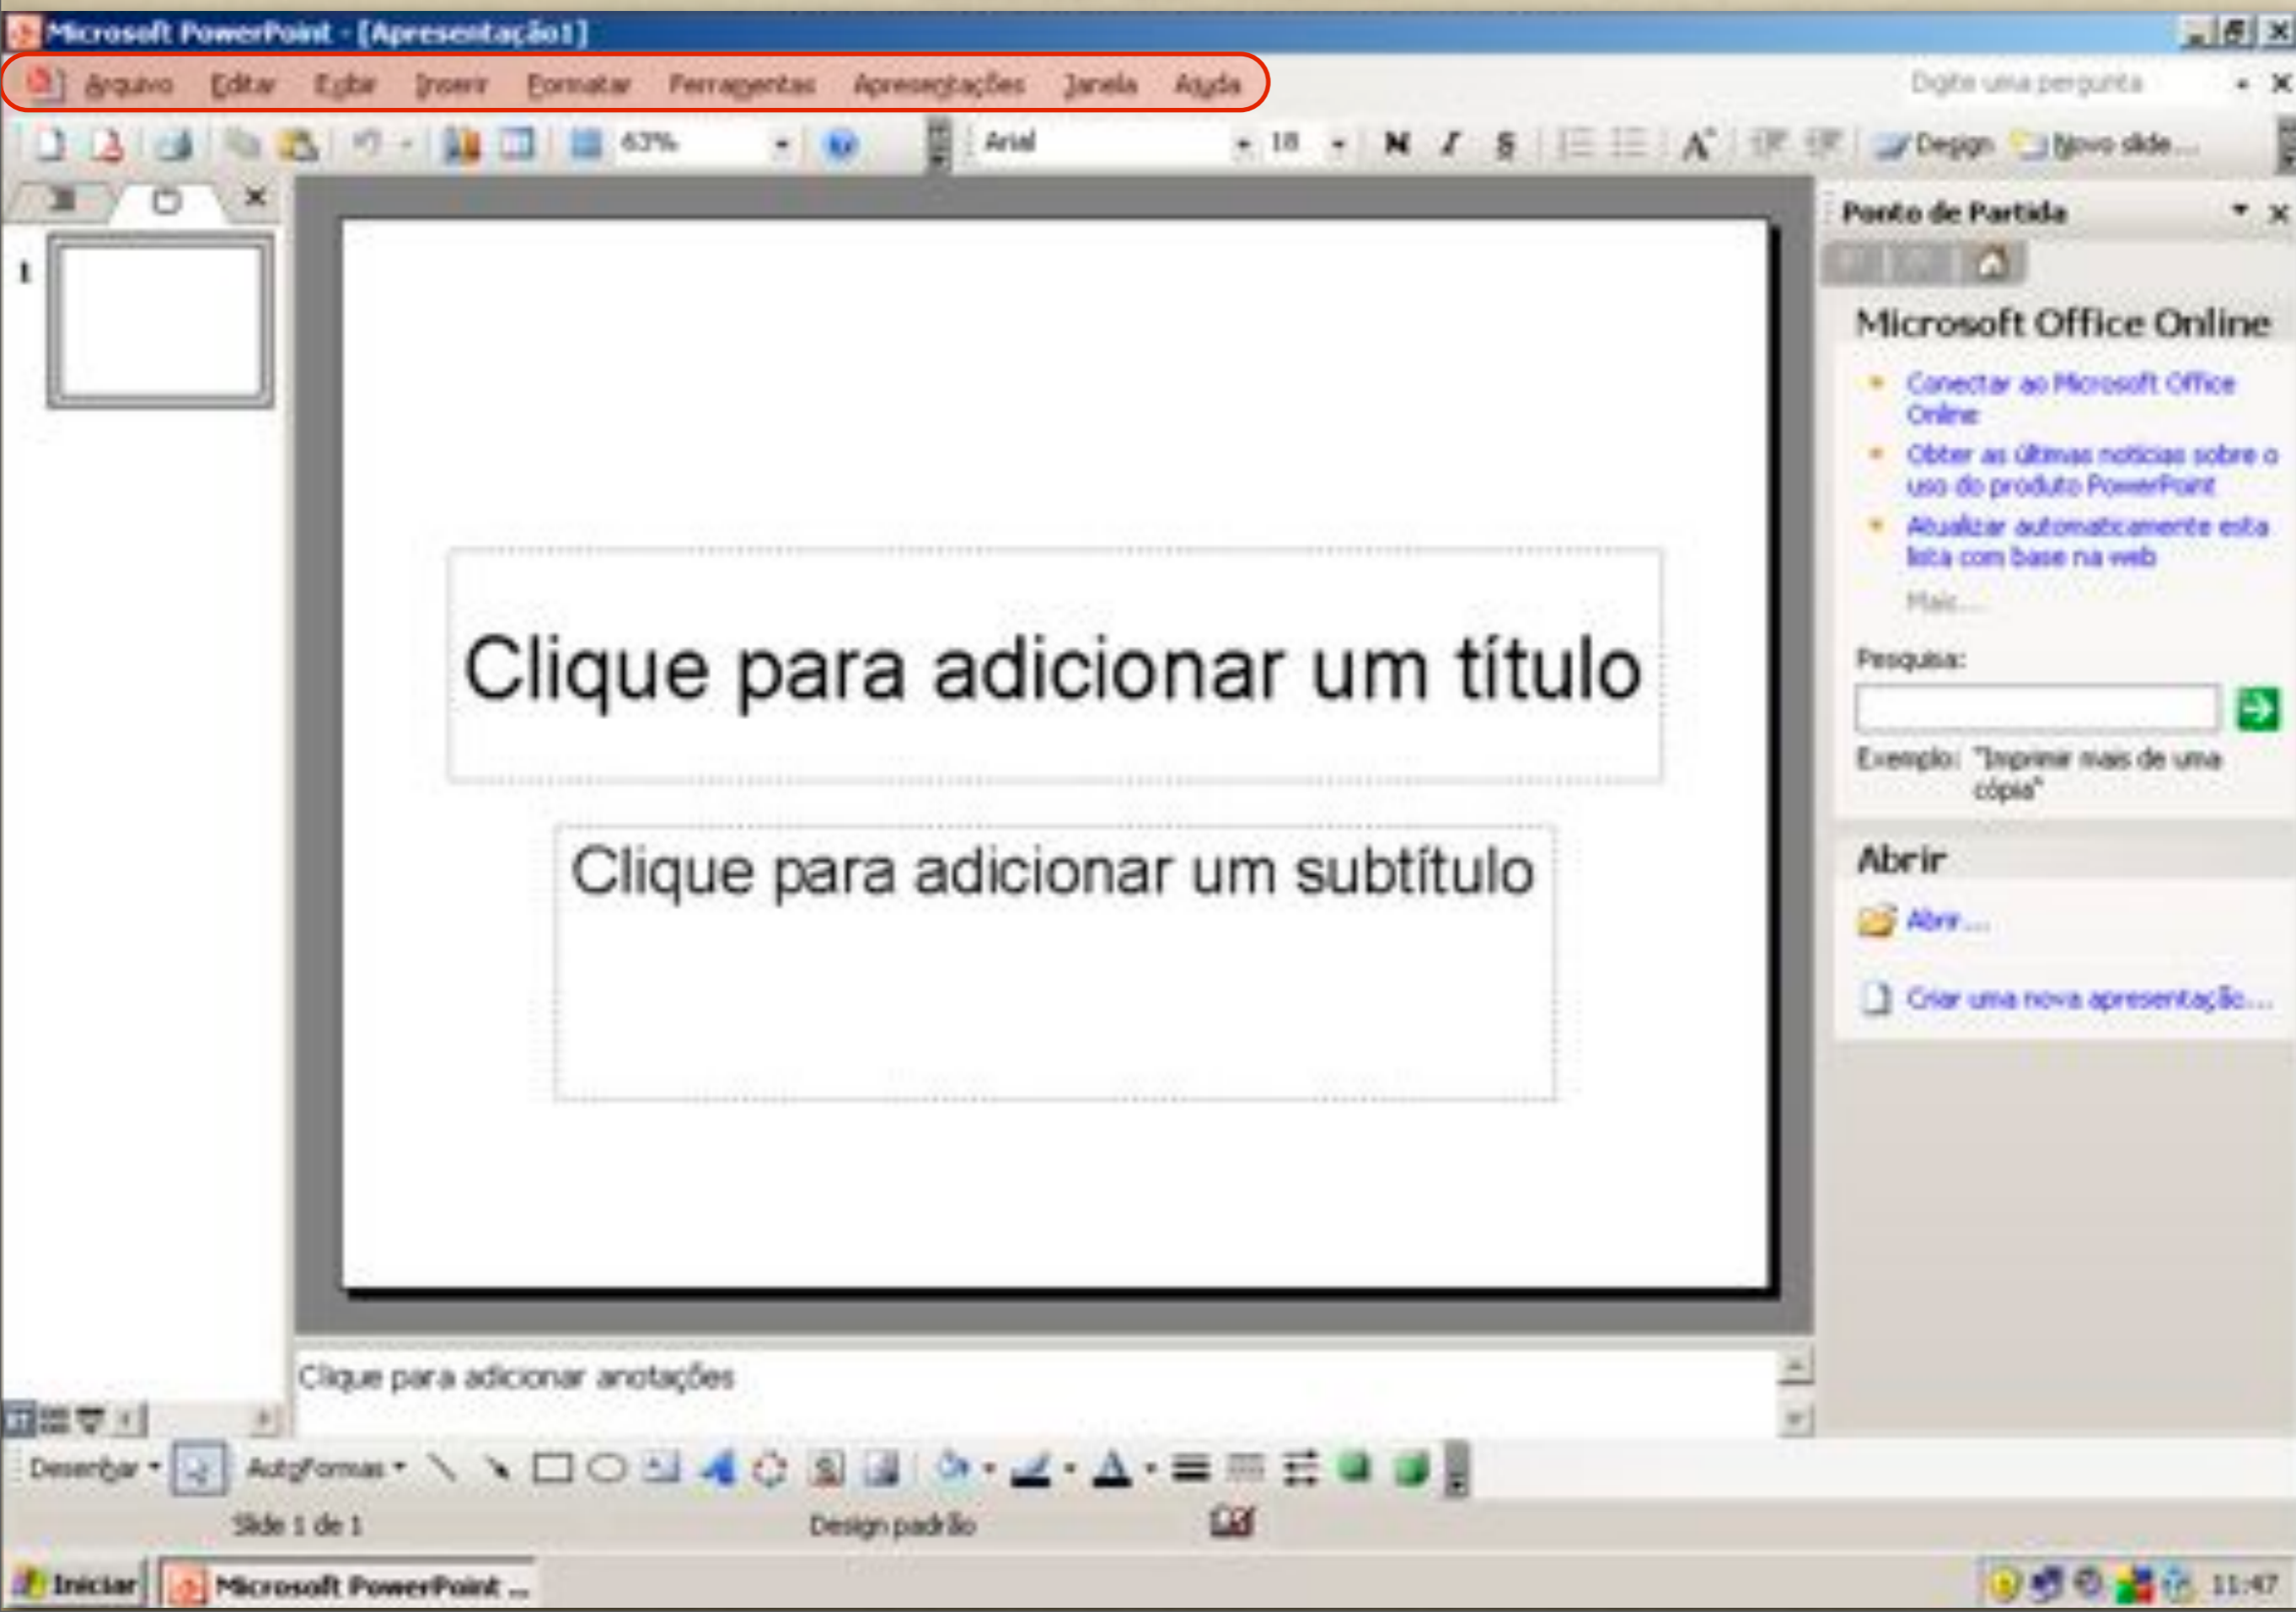 Microsoft PowerPoint - [Apresentação1]
Arquivo Editar Exibir Inserir Formatar Ferramentas Apresentações Janela Ajuda
Digite uma pergunta
63% Arial 18 N I S Design Novo slide...
Ponto de Partida
1
Microsoft Office Online
Conectar ao Microsoft Office
Online
Obter as últimas notícias sobre o
uso do produto PowerPoint
Atualizar automaticamente esta
lista com base na web
Mais...
Pesquisa:
Exemplo: "Imprimir mais de uma
cópia"
Abrir
Abrir...
Criar uma nova apresentação...
Clique para adicionar um título
Clique para adicionar um subtítulo
Clique para adicionar anotações
Desenhar AutoFormas
Slide 1 de 1 Design padrão
Iniciar Microsoft PowerPoint ... 11:47